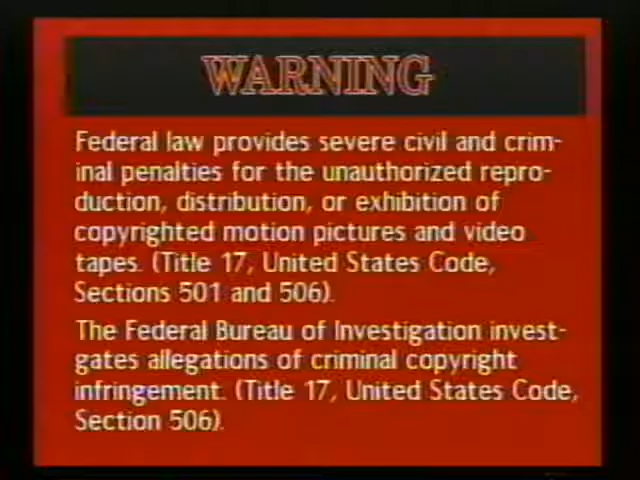 WARNING
Federal law provides severe civil and crim-
inal penalties for the unauthorized repro-
duction, distribution, or exhibition of
copyrighted motion pictures and video
tapes. (Title 17, United States Code,
Sections 501 and 506).
The Federal Bureau of Investigation invest-
gates allegations of criminal copyright
infringement. (Title 17, United States Code,
Section 506).